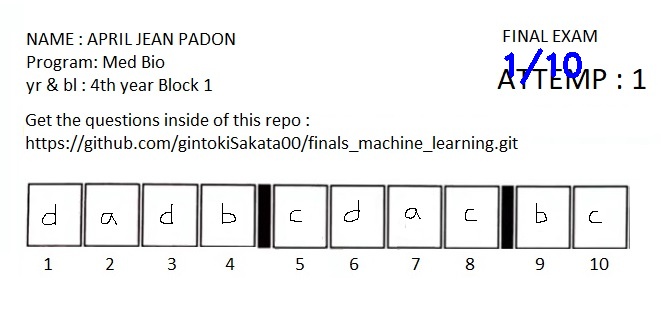 NAME : APRIL JEAN PADON
Program: Med Bio
yr & bl : 4th year Block 1
FINAL EXAM
1/10
ATTEMP : 1
Get the questions inside of this repo :
https://github.com/gintokiSakata00/finals_machine_learning.git
d a d b c d a c b c
1 2 3 4 5 6 7 8 9 10